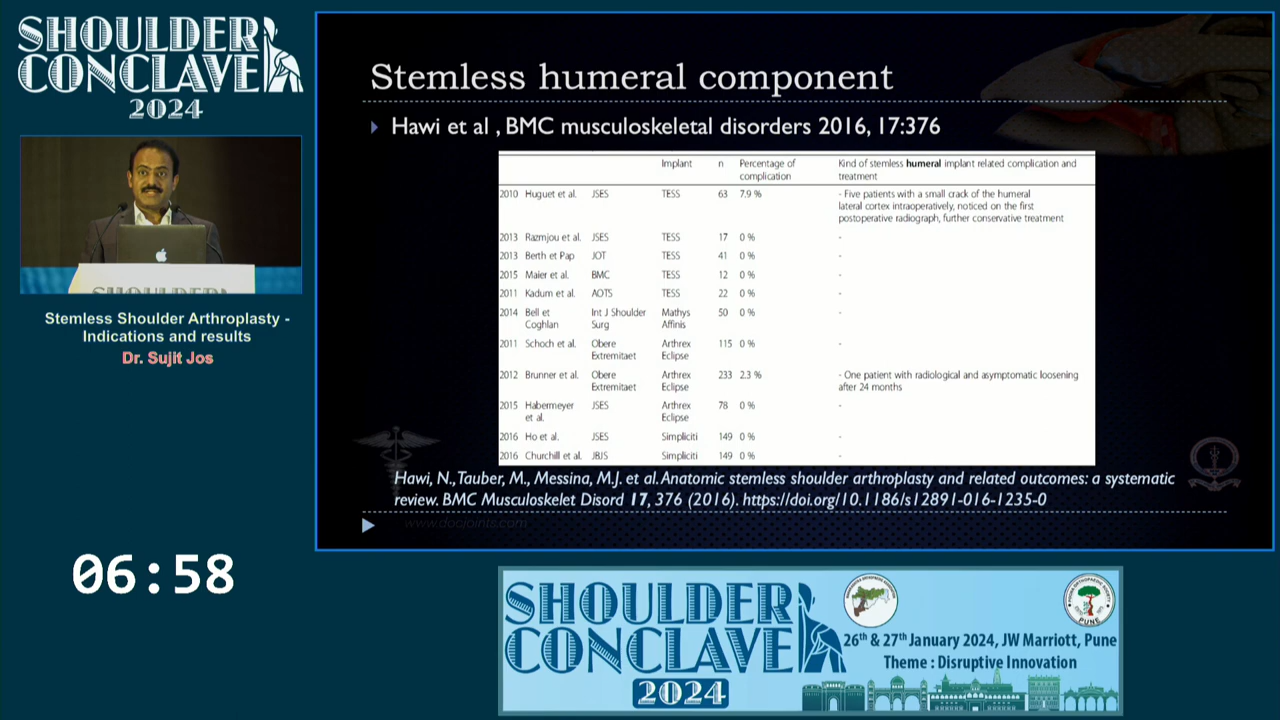 SHOULDER
CONCLAVE
2024
Stemless Shoulder Arthroplasty -
Indications and results
Dr. Sujit Jos
06:58
Stemless humeral component
Hawi et al , BMC musculoskeletal disorders 2016, 17:376
Implant n Percentage of complication Kind of stemless humeral implant related complication and treatment
2010 Huguet et al. JSES TESS 63 7.9 % - Five patients with a small crack of the humeral
lateral cortex intraoperatively, noticed on the first
postoperative radiograph, further conservative treatment
2013 Razmjou et al. JSES TESS 17 0 % -
2013 Berth et Pap JOT TESS 41 0 % -
2015 Maier et al. BMC TESS 12 0 % -
2011 Kadum et al. AOTS TESS 22 0 % -
2014 Bell et Coghlan Int J Shoulder Surg Mathys Affinis 50 0 % -
2011 Schoch et al. Obere Extremitaet Arthrex Eclipse 115 0 % -
2012 Brunner et al. Obere Extremitaet Arthrex Eclipse 233 2.3 % - One patient with radiological and asymptomatic loosening
after 24 months
2015 Habermeyer et al. JSES Arthrex Eclipse 78 0 % -
2016 Ho et al. JSES Simpliciti 149 0 % -
2016 Churchill et al. JBJS Simpliciti 149 0 % -
Hawi, N., Tauber, M., Messina, M.J. et al. Anatomic stemless shoulder arthroplasty and related outcomes: a systematic
review. BMC Musculoskelet Disord 17, 376 (2016). https://doi.org/10.1186/s12891-016-1235-0
www.docjoints.com
SHOULDER
CONCLAVE
2024
26th & 27th January 2024, JW Marriott, Pune
Theme : Disruptive Innovation
PUNE